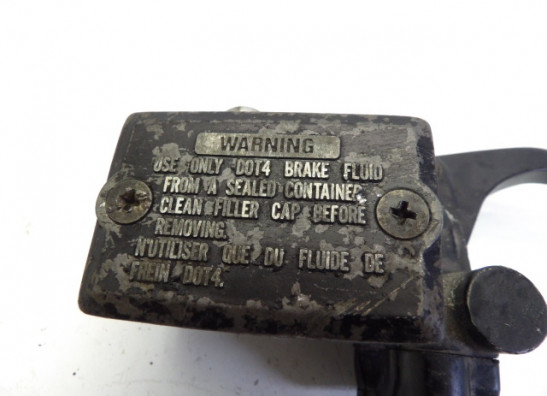 WARNING
USE ONLY DOT4 BRAKE FLUID
FROM A SEALED CONTAINER.
CLEAN FILLER CAP BEFORE
REMOVING.
N'UTILISER QUE DU FLUIDE DE
FREIN DOT4.